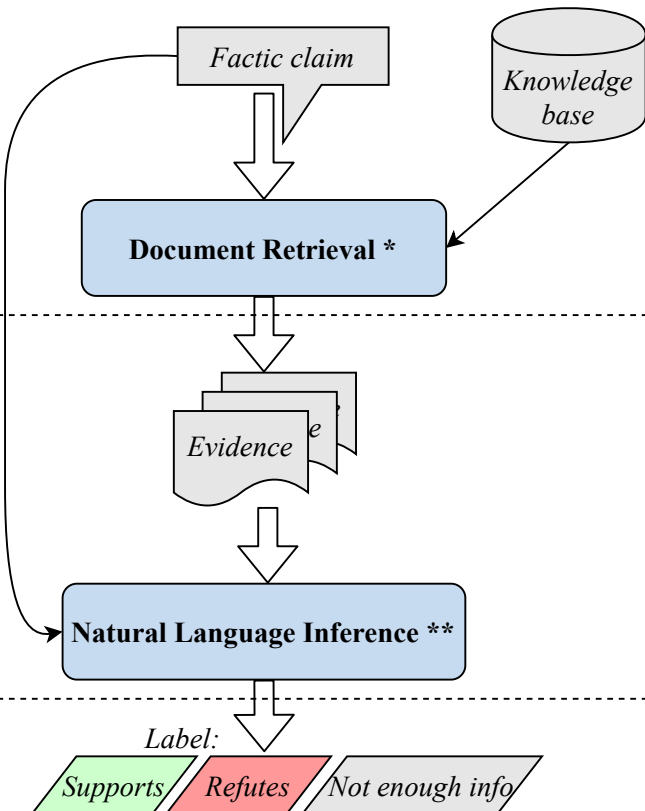 Factic claim
Knowledge
base
Document Retrieval *
e
e
Evidence
Natural Language Inference **
Label:
Supports
Refutes
Not enough info